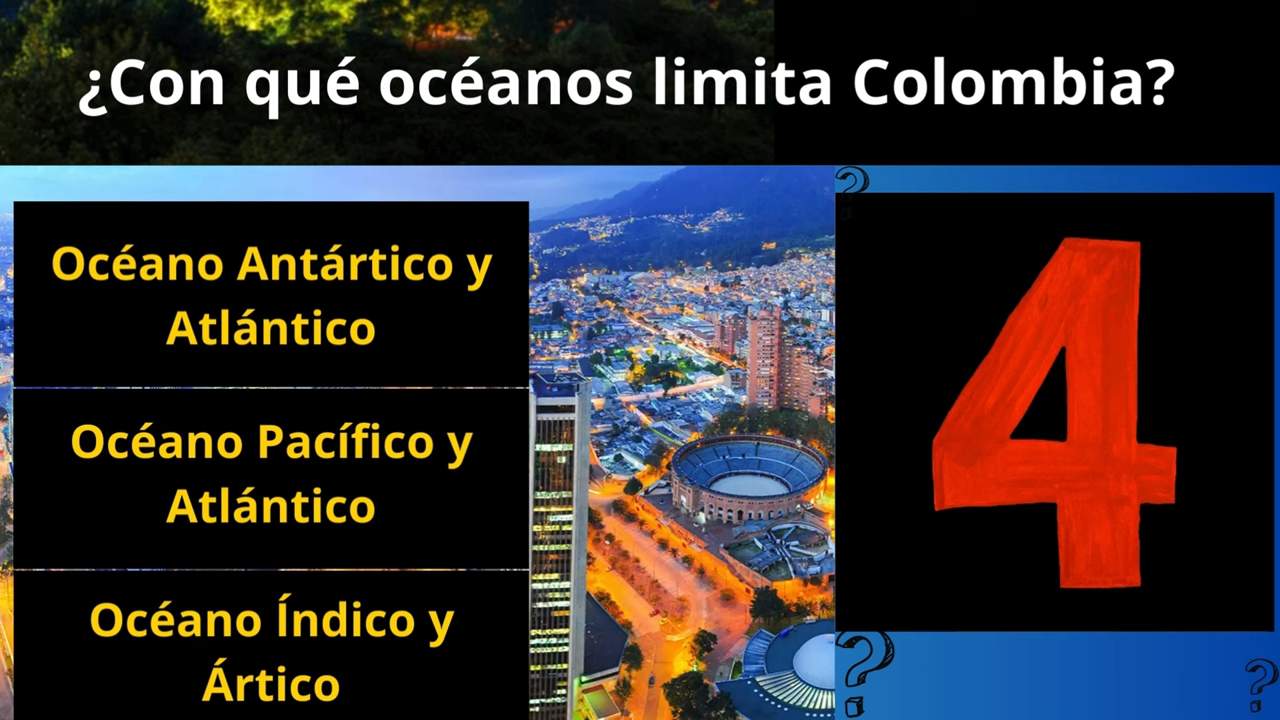 ¿Con qué océanos limita Colombia?
Océano Antártico y
Atlántico
Océano Pacífico y
Atlántico
Océano Índico y
Ártico
4
?
?
?